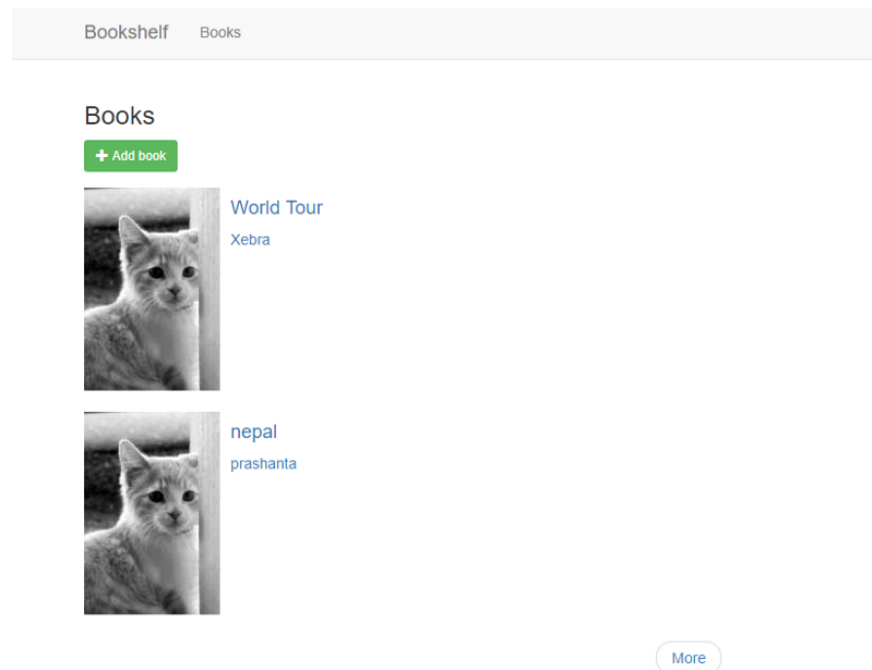 Bookshelf Books
Books
+ Add book
World Tour
Xebra
nepal
prashanta
More